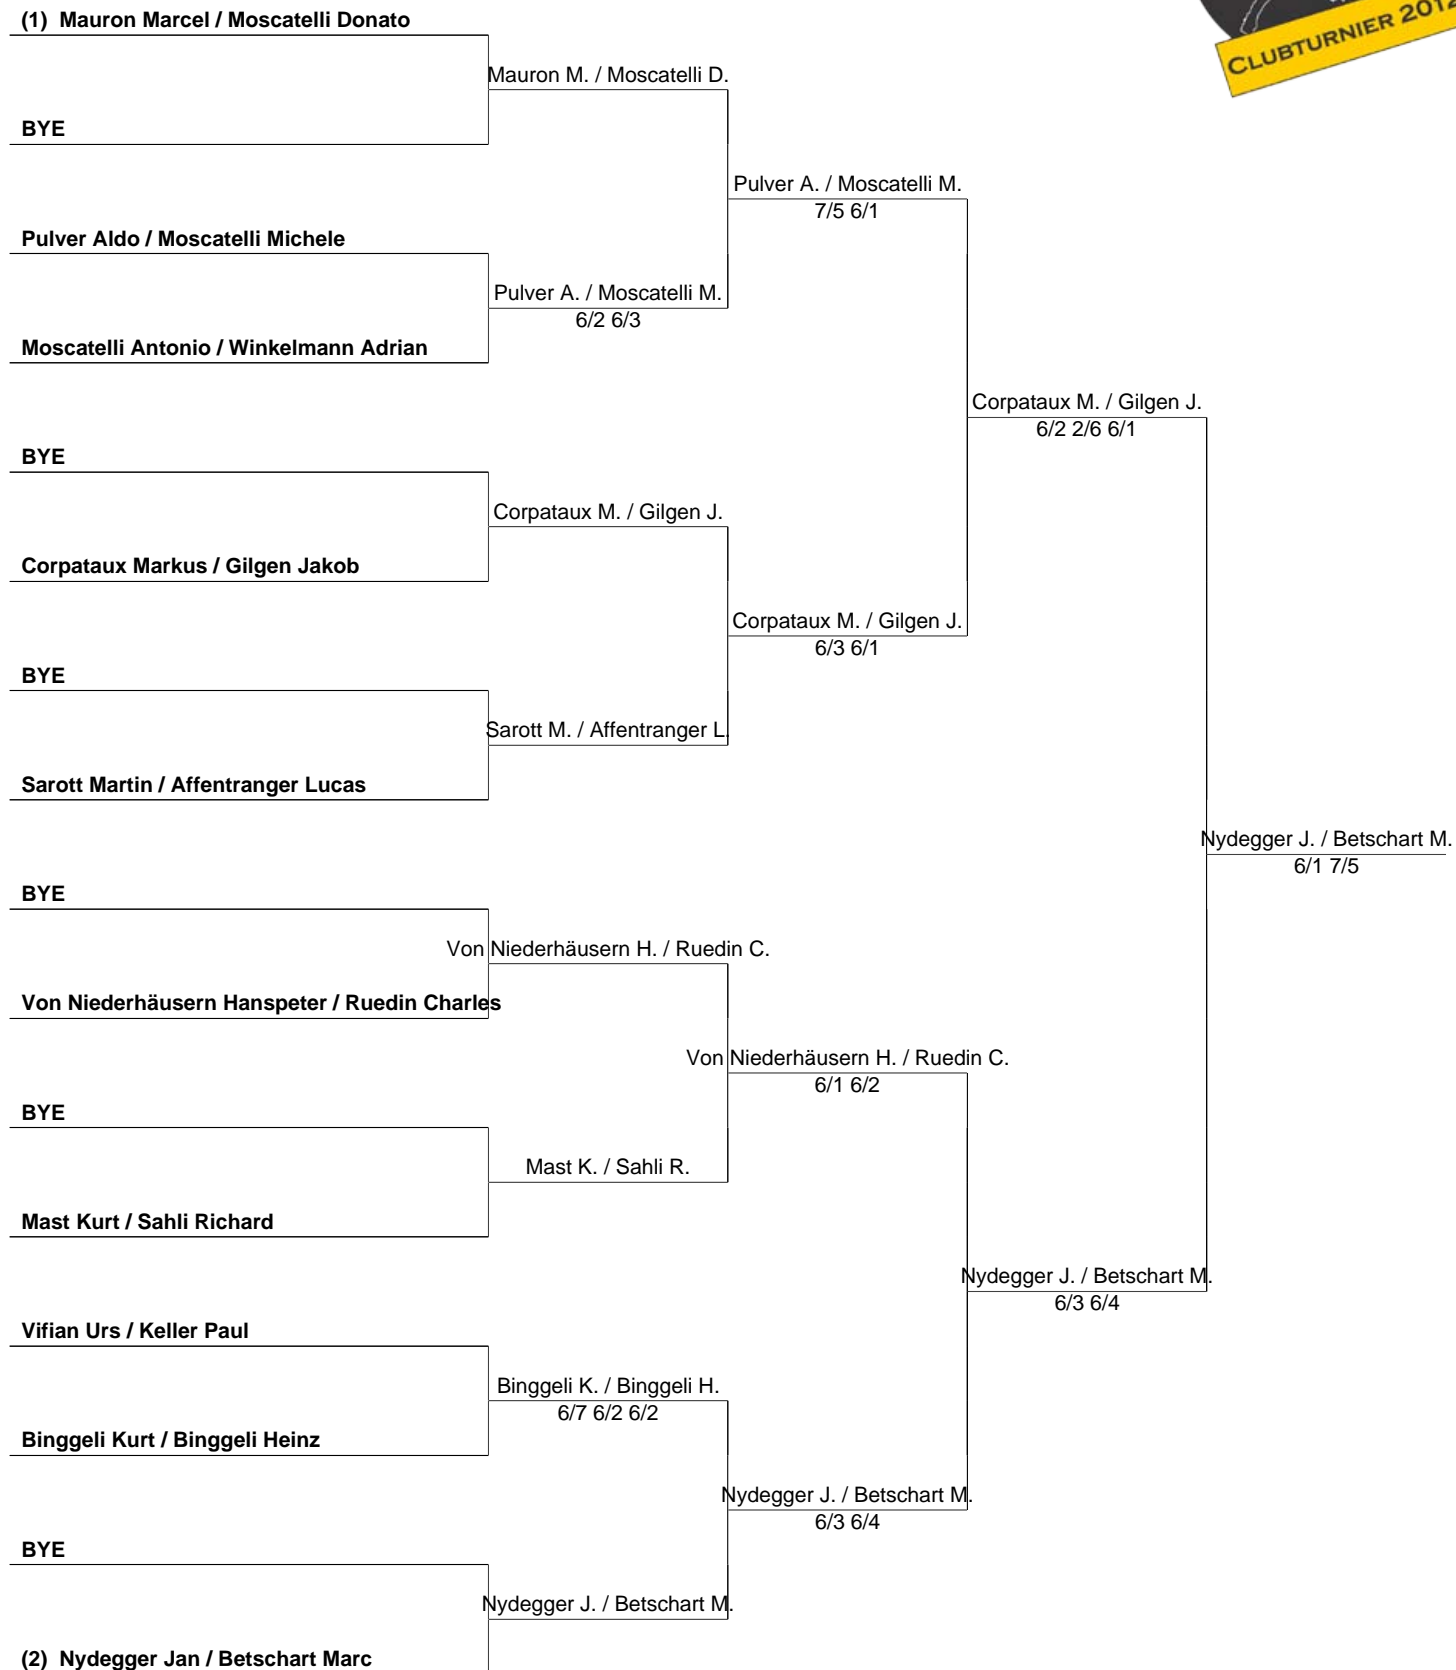 (1) Mauron Marcel / Moscatelli Donato
CLUBTURNIER 2012
Mauron M. / Moscatelli D.
BYE
Pulver A. / Moscatelli M.
7/5 6/1
Pulver Aldo / Moscatelli Michele
Pulver A. / Moscatelli M.
6/2 6/3
Moscatelli Antonio / Winkelmann Adrian
Corpataux M. / Gilgen J.
6/2 2/6 6/1
BYE
Corpataux M. / Gilgen J.
Corpataux Markus / Gilgen Jakob
Corpataux M. / Gilgen J.
6/3 6/1
BYE
Sarott M. / Affentranger L.
Sarott Martin / Affentranger Lucas
Nydegger J. / Betschart M.
6/1 7/5
BYE
Von Niederhäusern H. / Ruedin C.
Von Niederhäusern Hanspeter / Ruedin Charles
Von Niederhäusern H. / Ruedin C.
6/1 6/2
BYE
Mast K. / Sahli R.
Mast Kurt / Sahli Richard
Nydegger J. / Betschart M.
6/3 6/4
Vifian Urs / Keller Paul
Binggeli K. / Binggeli H.
6/7 6/2 6/2
Binggeli Kurt / Binggeli Heinz
Nydegger J. / Betschart M.
6/3 6/4
BYE
Nydegger J. / Betschart M.
(2) Nydegger Jan / Betschart Marc